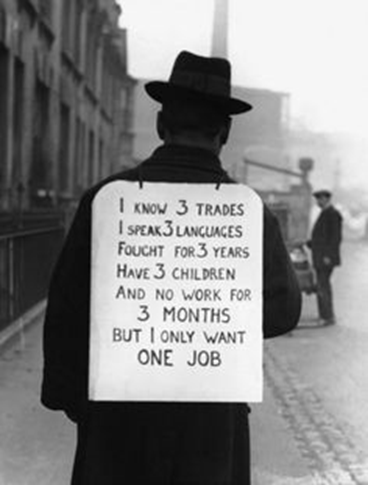 I KNOW 3 TRADES
I SPEAK 3 LANGUAGES
FOUGHT FOR 3 YEARS
HAVE 3 CHILDREN
AND NO WORK FOR
3 MONTHS
BUT I ONLY WANT
ONE JOB